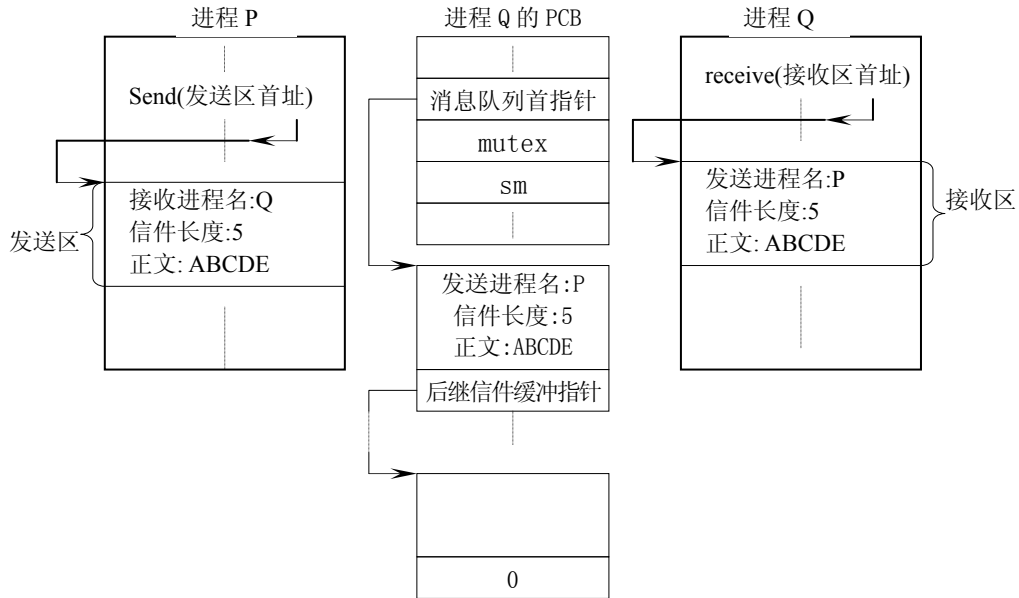 进程 P
Send(发送区首址)
接收进程名:Q
信件长度:5
正文: ABCDE
发送区
进程 Q 的 PCB
消息队列首指针
mutex
sm
发送进程名:P
信件长度:5
正文:ABCDE
后继信件缓冲指针
0
进程 Q
receive(接收区首址)
发送进程名:P
信件长度:5
正文: ABCDE
接收区